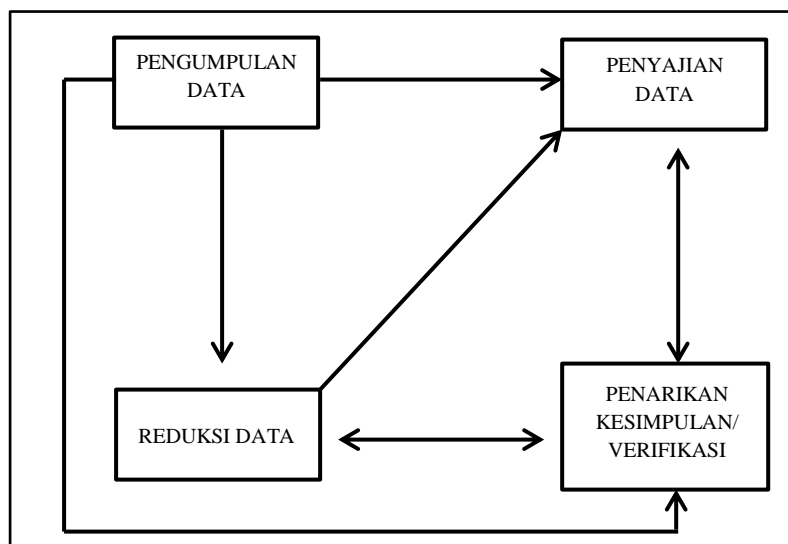 PENGUMPULAN
DATA
PENYAJIAN
DATA
REDUKSI DATA
PENARIKAN
KESIMPULAN/
VERIFIKASI